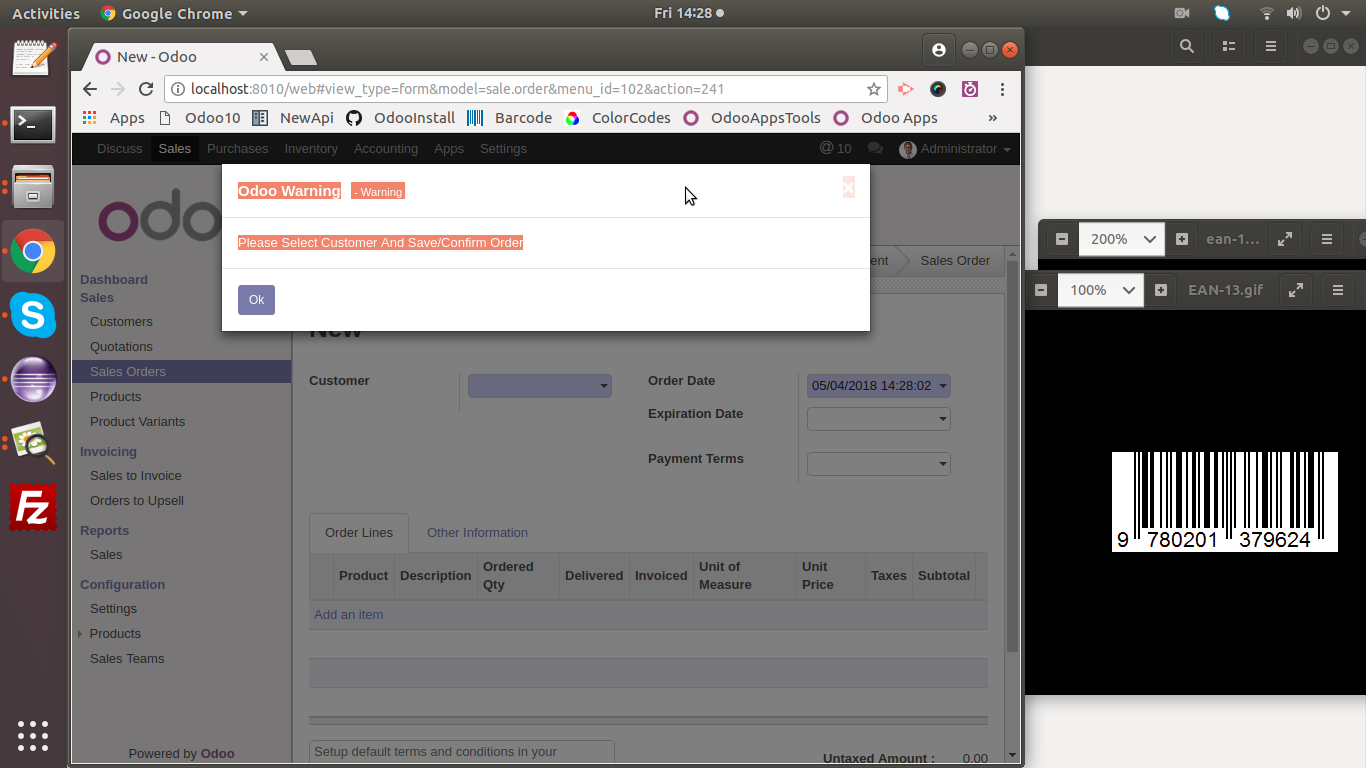 Activities Google Chrome Fri 14:28
New - Odoo
localhost:8010/web#view_type=form&model=sale.order&menu_id=102&action=241
Apps Odoo10 NewApi OdooInstall Barcode ColorCodes OdooAppsTools Odoo Apps »
Discuss Sales Purchases Inventory Accounting Apps Settings @ 10 Administrator
Odoo Warning - Warning ×
Please Select Customer And Save/Confirm Order
Ok
odo
ent Sales Order
Dashboard
Sales
Customers
Quotations
Sales Orders
Products
Product Variants
Invoicing
Sales to Invoice
Orders to Upsell
Reports
Sales
Configuration
Settings
Products
Sales Teams
Powered by Odoo
New
Customer
Order Date 05/04/2018 14:28:02
Expiration Date
Payment Terms
Order Lines Other Information
Product Description Ordered Qty Delivered Invoiced Unit of Measure Unit Price Taxes Subtotal
Add an item
Setup default terms and conditions in your
Untaxed Amount : 0.00
200% ean-1...
100% EAN-13.gif
9 780201 379624
S
Fz